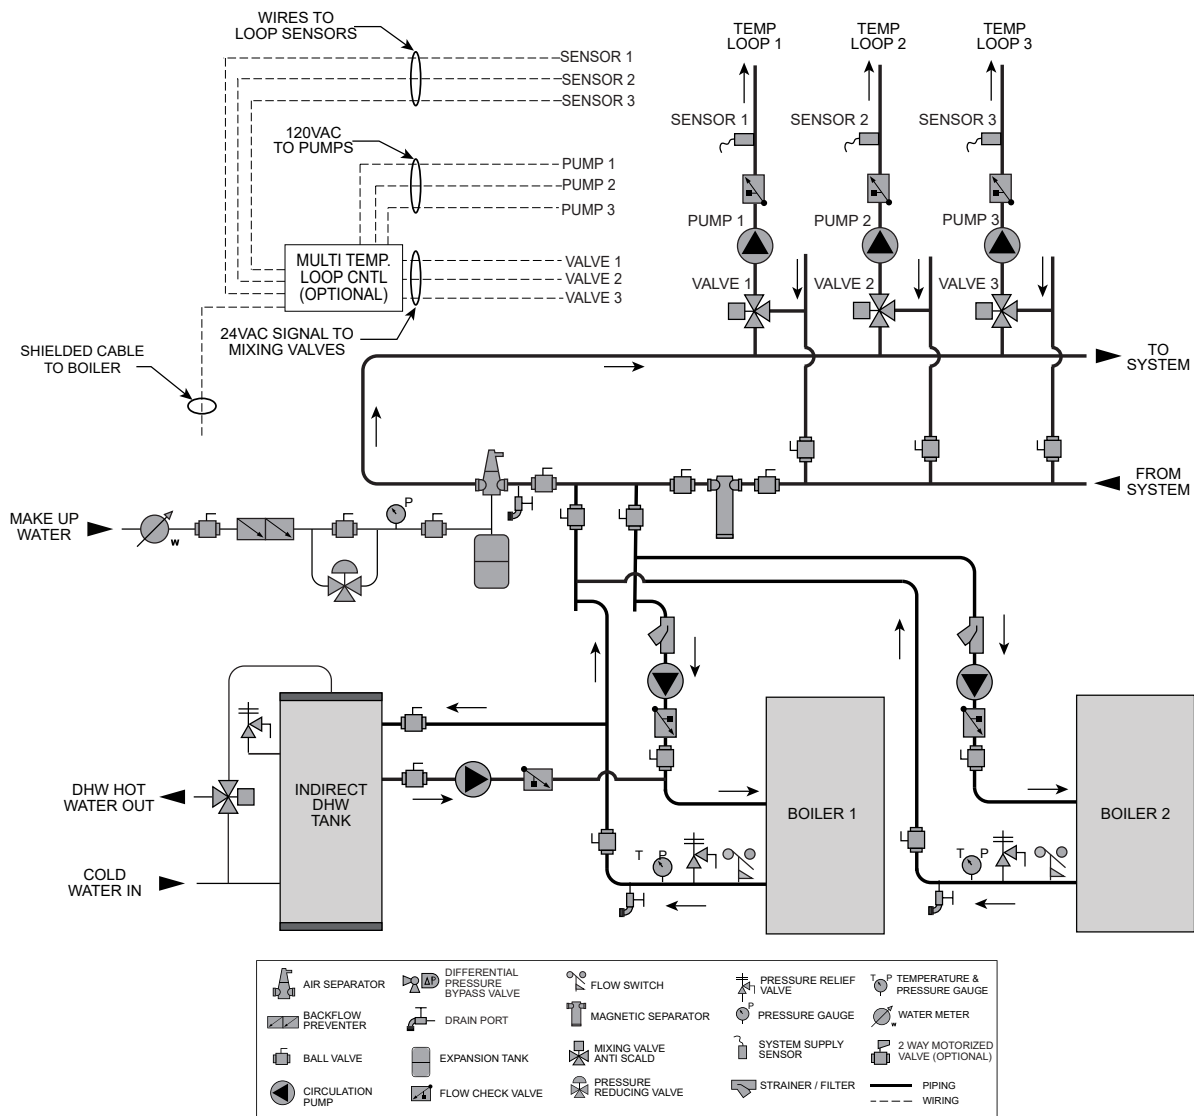 WIRES TO
LOOP SENSORS
SENSOR 1
SENSOR 2
SENSOR 3
120VAC
TO PUMPS
PUMP 1
PUMP 2
PUMP 3
MULTI TEMP.
LOOP CNTL
(OPTIONAL)
VALVE 1
VALVE 2
VALVE 3
24VAC SIGNAL TO
MIXING VALVES
SHIELDED CABLE
TO BOILER
TEMP
LOOP 1
TEMP
LOOP 2
TEMP
LOOP 3
SENSOR 1
SENSOR 2
SENSOR 3
PUMP 1
PUMP 2
PUMP 3
VALVE 1
VALVE 2
VALVE 3
TO
SYSTEM
FROM
SYSTEM
MAKE UP
WATER
W
P
DHW HOT
WATER OUT
COLD
WATER IN
INDIRECT
DHW
TANK
BOILER 1
BOILER 2
T P
T P
AIR SEPARATOR
BACKFLOW
PREVENTER
BALL VALVE
CIRCULATION
PUMP
ΔP
DIFFERENTIAL
PRESSURE
BYPASS VALVE
DRAIN PORT
EXPANSION TANK
FLOW CHECK VALVE
FLOW SWITCH
MAGNETIC SEPARATOR
MIXING VALVE
ANTI SCALD
PRESSURE
REDUCING VALVE
PRESSURE RELIEF
VALVE
P
PRESSURE GAUGE
SYSTEM SUPPLY
SENSOR
STRAINER / FILTER
T P
TEMPERATURE &
PRESSURE GAUGE
W
WATER METER
2 WAY MOTORIZED
VALVE (OPTIONAL)
PIPING
WIRING